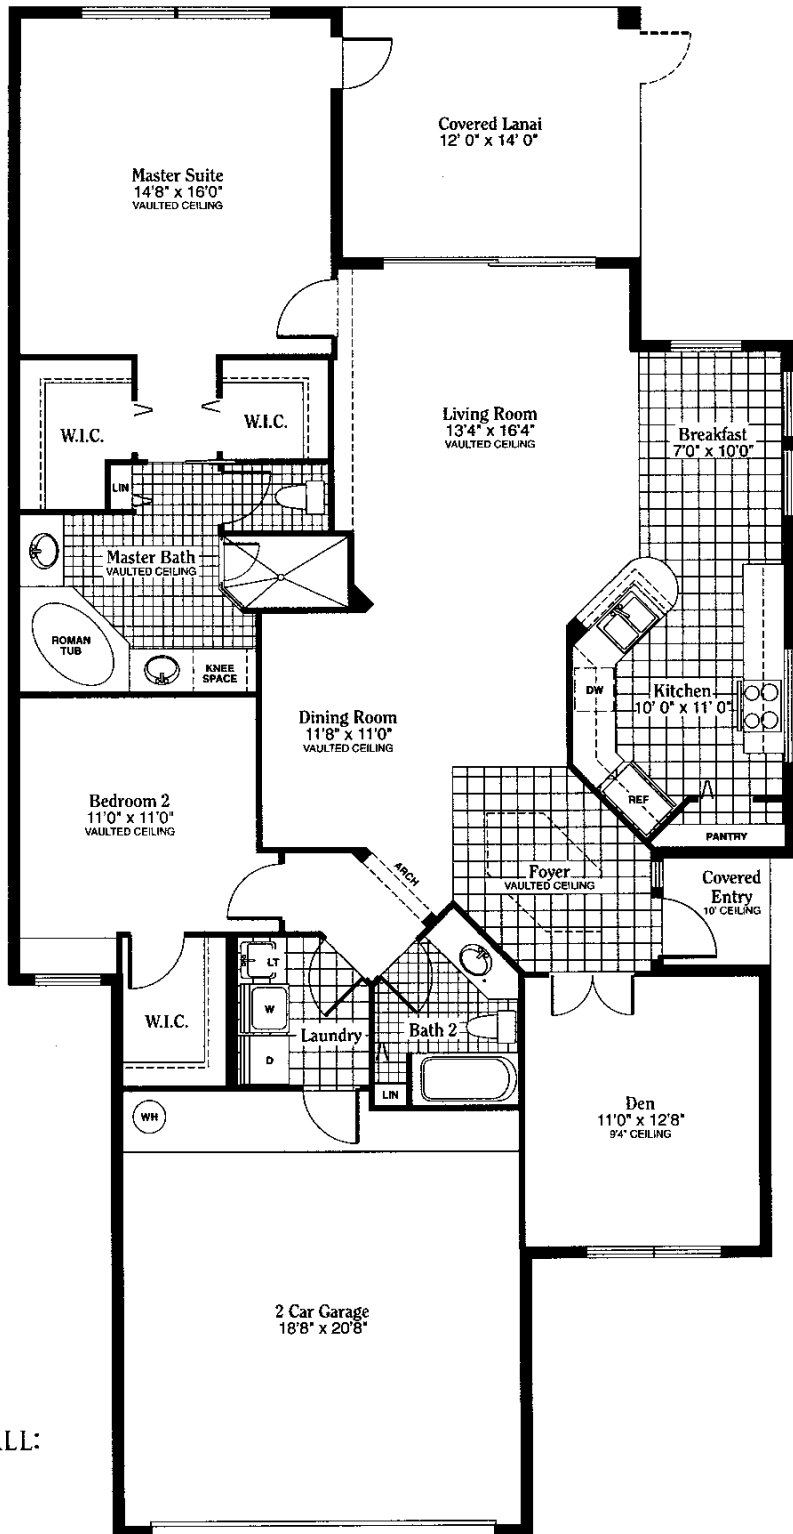 Covered Lanai
12' 0" x 14' 0"
Master Suite
14'8" x 16'0"
VAULTED CEILING
Living Room
13'4" x 16'4"
VAULTED CEILING
W.I.C.
W.I.C.
Breakfast
7'0" x 10'0"
LIN
Master Bath
VAULTED CEILING
ROMAN
TUB
KNEE
SPACE
DW
Kitchen
10' 0" x 11' 0"
Dining Room
11'8" x 11'0"
VAULTED CEILING
Bedroom 2
11'0" x 11'0"
VAULTED CEILING
REF
PANTRY
ARCH
Foyer
VAULTED CEILING
Covered
Entry
10' CEILING
LT
W
D
W.I.C.
Laundry
Bath 2
LIN
WH
Den
11'0" x 12'8"
9'4" CEILING
2 Car Garage
18'8" x 20'8"
LL: